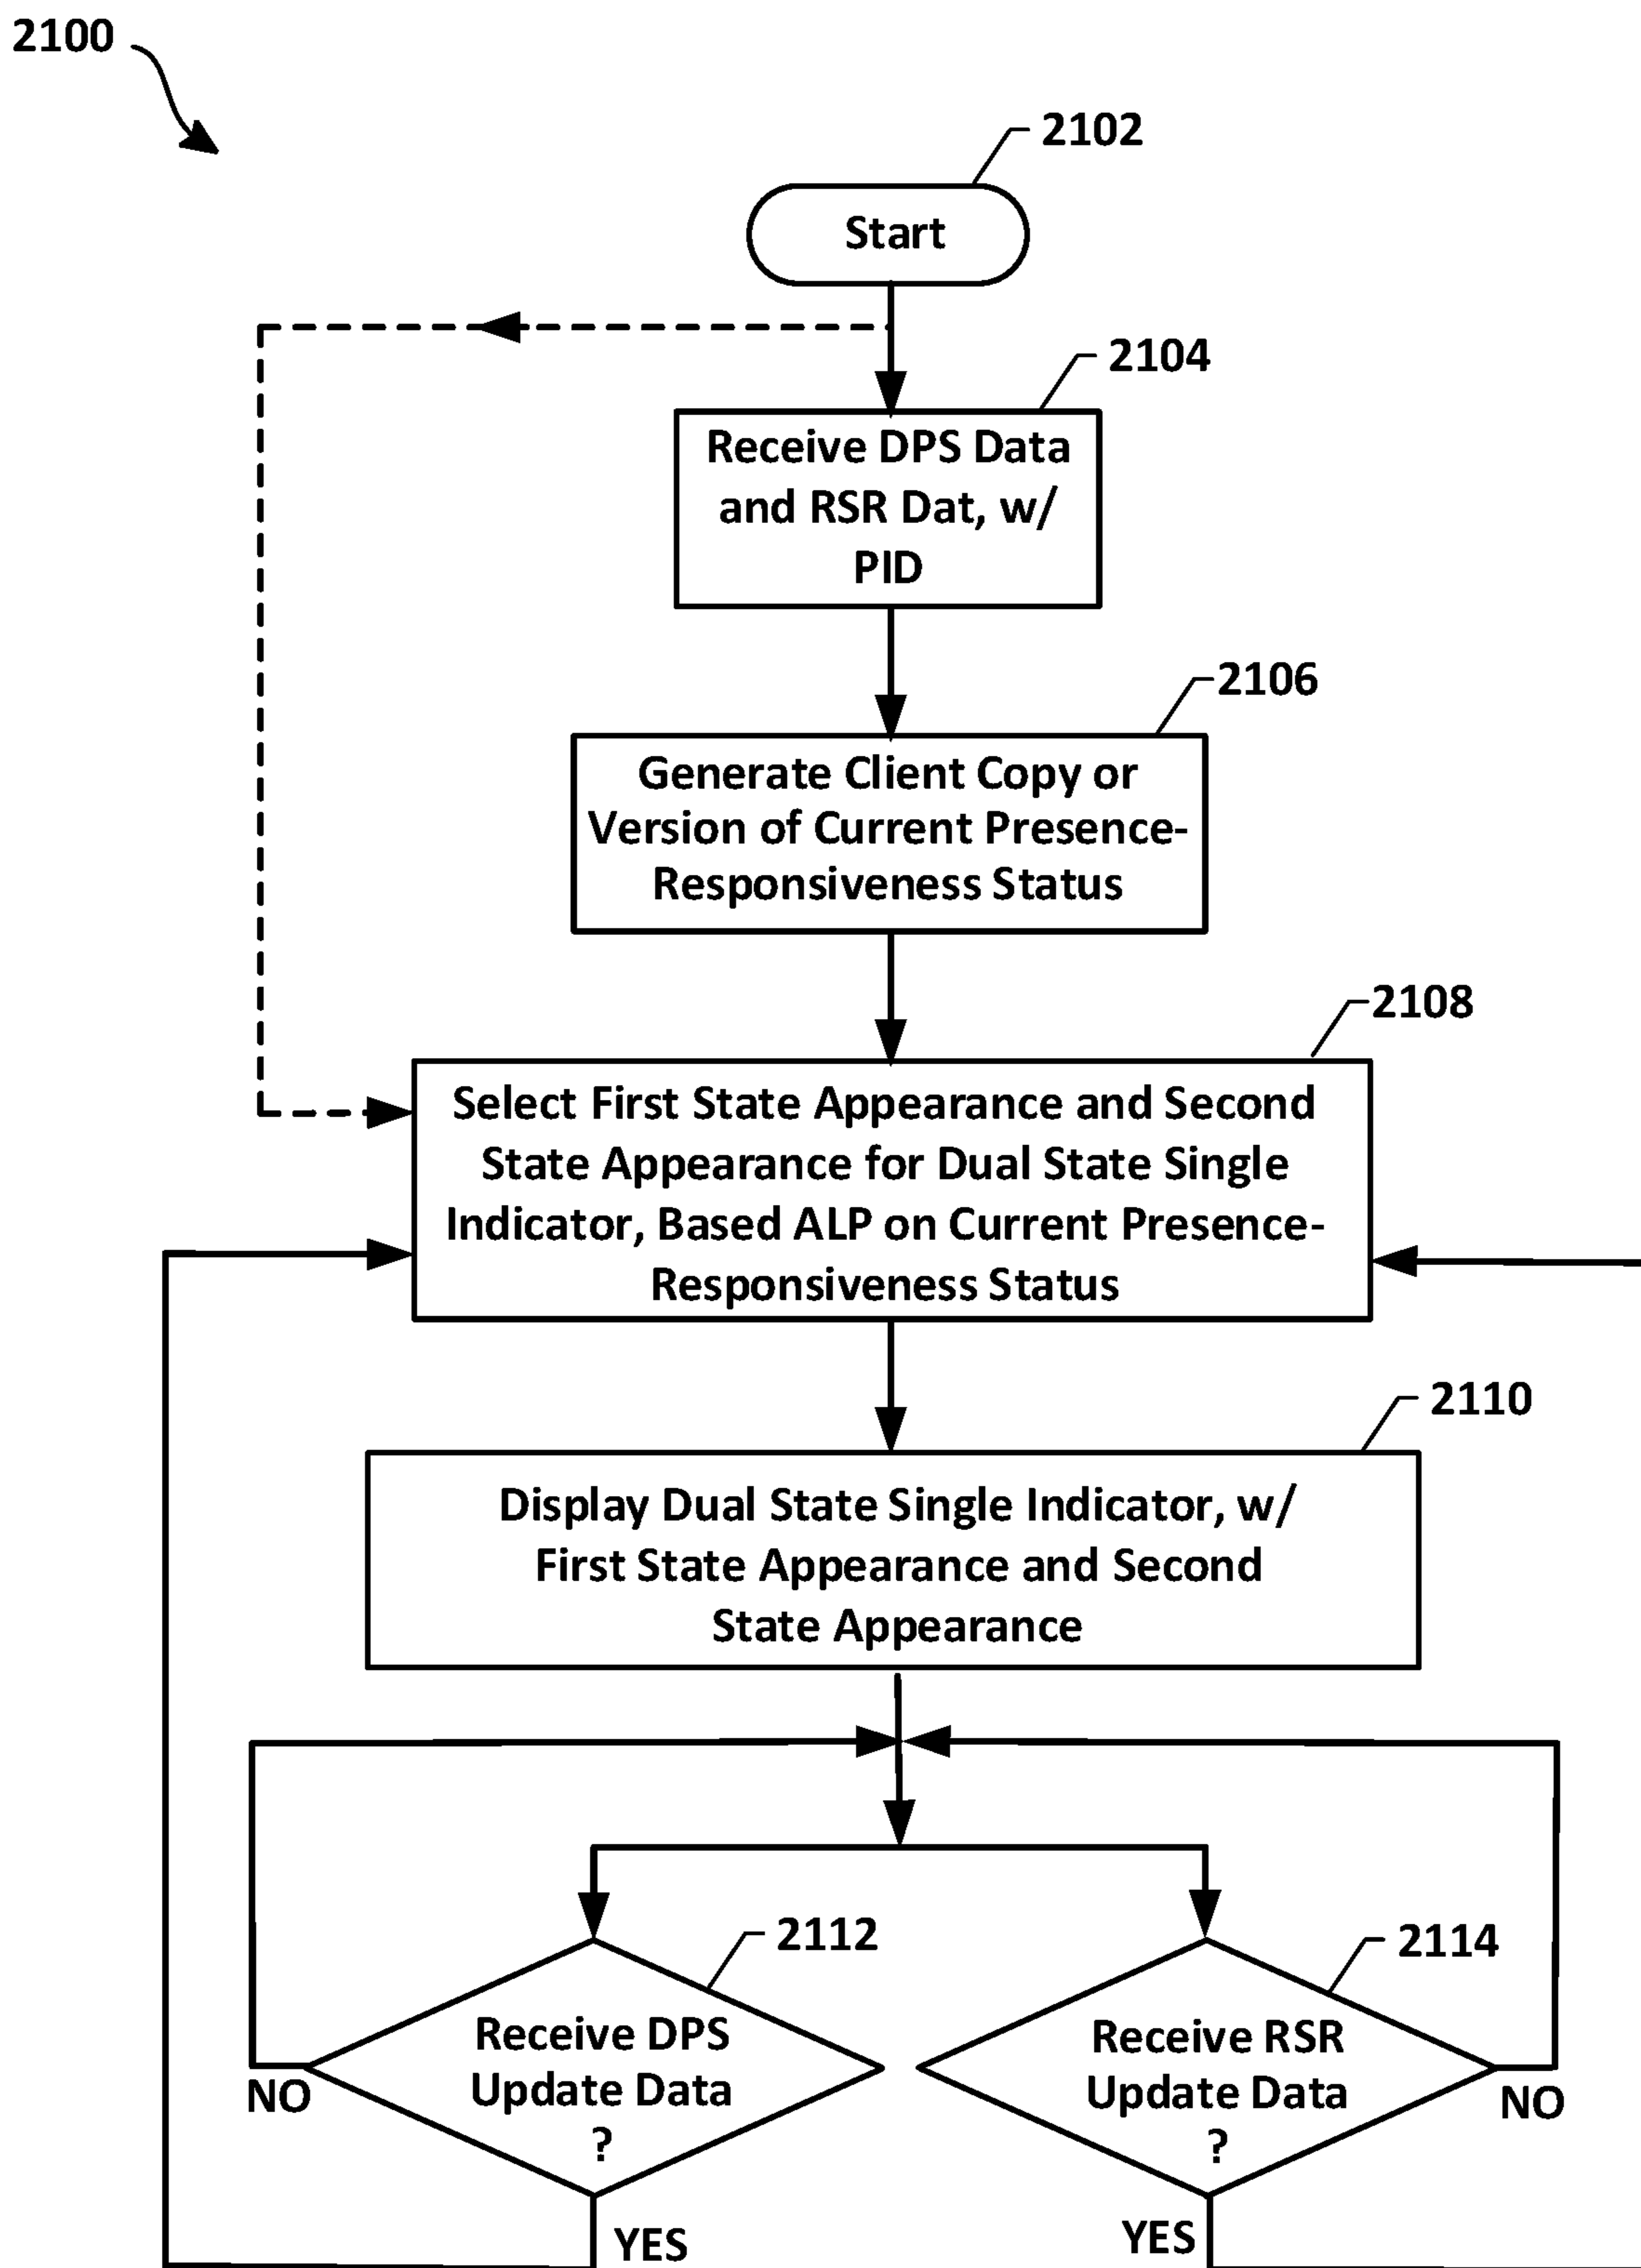 2100
2102
Start
2104
Receive DPS Data
and RSR Dat, w/
PID
2106
Generate Client Copy or
Version of Current Presence-
Responsiveness Status
2108
Select First State Appearance and Second
State Appearance for Dual State Single
Indicator, Based ALP on Current Presence-
Responsiveness Status
2110
Display Dual State Single Indicator, w/
First State Appearance and Second
State Appearance
2112
Receive DPS
Update Data
?
NO
YES
2114
Receive RSR
Update Data
?
NO
YES